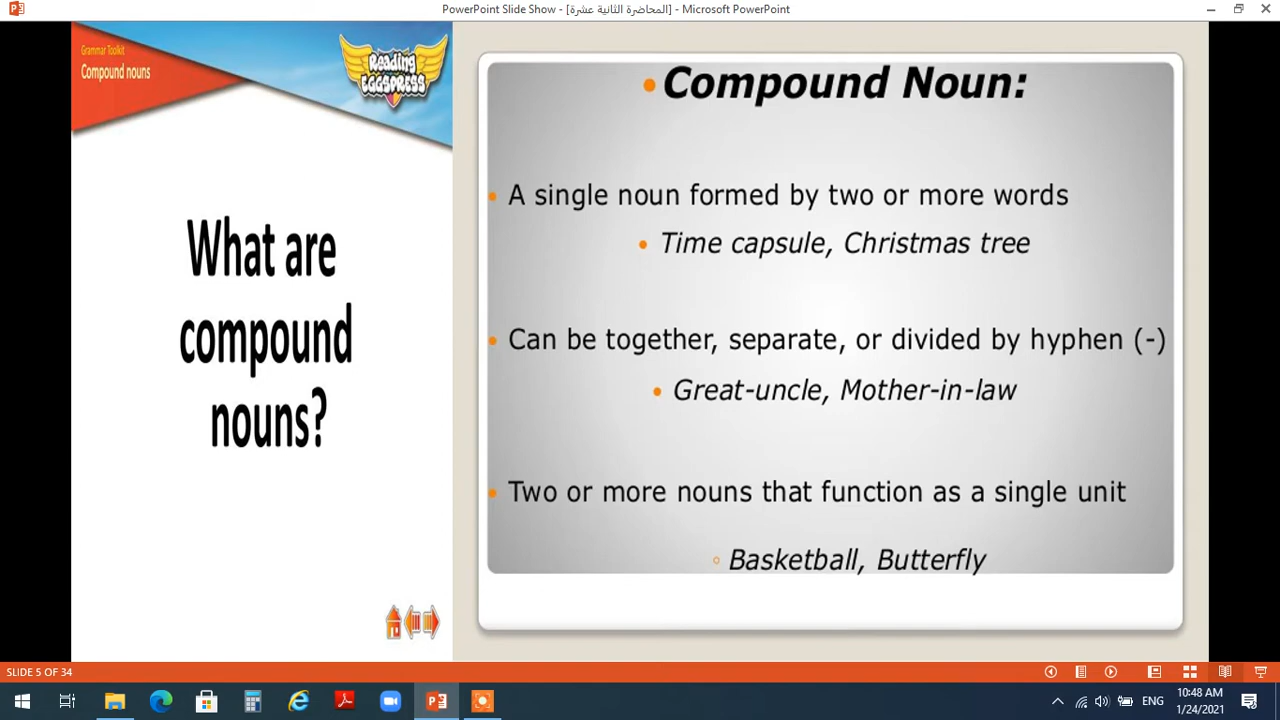 PowerPoint Slide Show - [المحاضرة الثانية عشرة] - Microsoft PowerPoint
Grammar Toolkit
Compound nouns
Reading
EGGSPRESS
What are
compound
nouns?
Compound Noun:
A single noun formed by two or more words
Time capsule, Christmas tree
Can be together, separate, or divided by hyphen (-)
Great-uncle, Mother-in-law
Two or more nouns that function as a single unit
Basketball, Butterfly
SLIDE 5 OF 34
ENG
10:48 AM
1/24/2021